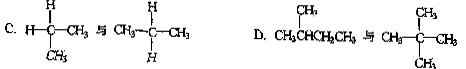 H H CH₃ CH₃
C. H—C—CH₃ 与 CH₃—C—CH₃ D. CH₃CHCH₂CH₃ 与 CH₃—C—CH₃
CH₃ H CH₃